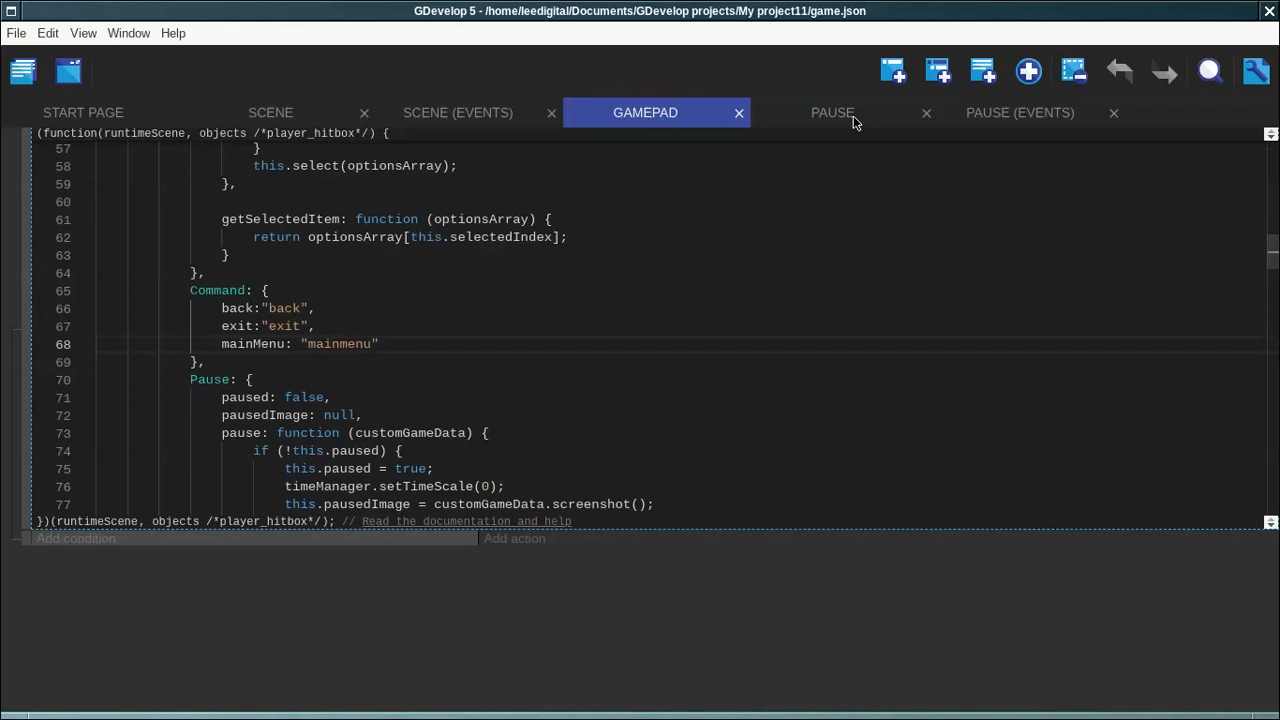 GDevelop 5 - /home/leedigital/Documents/GDevelop projects/My project11/game.json
File Edit View Window Help
START PAGE SCENE SCENE (EVENTS) GAMEPAD PAUSE PAUSE (EVENTS)
(function(runtimeScene, objects /*player_hitbox*/) {
57 }
58 this.select(optionsArray);
59 },
60
61 getSelectedItem: function (optionsArray) {
62 return optionsArray[this.selectedIndex];
63 }
64 },
65 Command: {
66 back:"back",
67 exit:"exit",
68 mainMenu: "mainmenu"
69 },
70 Pause: {
71 paused: false,
72 pausedImage: null,
73 pause: function (customGameData) {
74 if (!this.paused) {
75 this.paused = true;
76 timeManager.setTimeScale(0);
77 this.pausedImage = customGameData.screenshot();
})(runtimeScene, objects /*player_hitbox*/); // Read the documentation and help
Add condition Add action